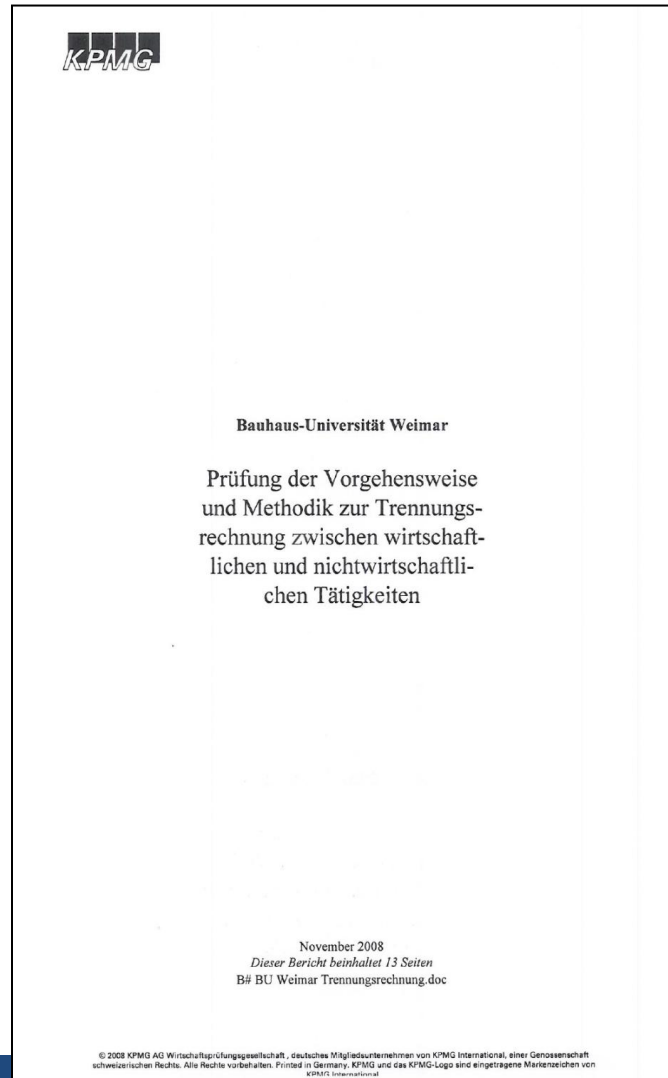 KPMG
Bauhaus-Universität Weimar
Prüfung der Vorgehensweise
und Methodik zur Trennungs-
rechnung zwischen wirtschaft-
lichen und nichtwirtschaftli-
chen Tätigkeiten
November 2008
Dieser Bericht beinhaltet 13 Seiten
B# BU Weimar Trennungsrechnung.doc
© 2008 KPMG AG Wirtschaftsprüfungsgesellschaft , deutsches Mitgliedsunternehmen von KPMG International, einer Genossenschaft
schweizerischen Rechts. Alle Rechte vorbehalten. Printed in Germany. KPMG und das KPMG-Logo sind eingetragene Markenzeichen von
KPMG International